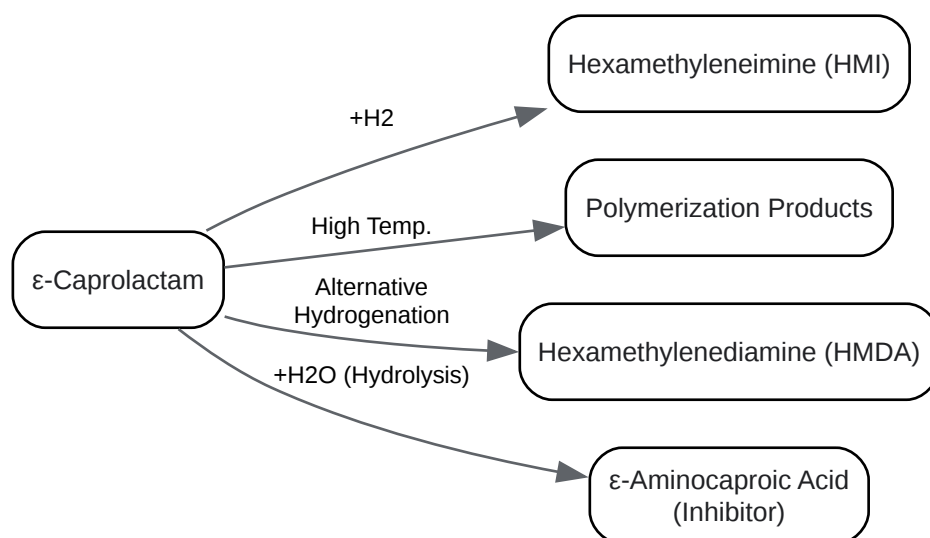 Hexamethyleneimine (HMI)
+H2
Polymerization Products
High Temp.
ε-Caprolactam
Alternative
Hydrogenation
Hexamethylenediamine (HMDA)
+H2O (Hydrolysis)
ε-Aminocaproic Acid
(Inhibitor)